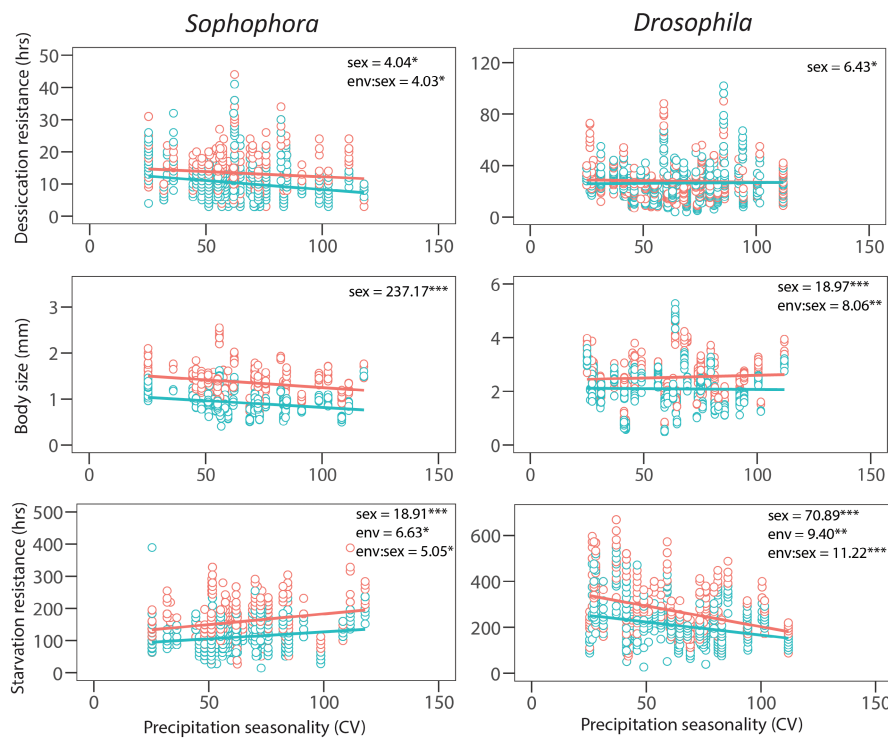 Sophophora
Drosophila
Dessiccation resistance (hrs)
50
40
30
20
10
0
sex = 4.04*
env:sex = 4.03*
0 50 100 150
120
80
40
0
sex = 6.43*
0 50 100 150
Body size (mm)
3
2
1
0
sex = 237.17***
0 50 100 150
6
4
2
0
sex = 18.97***
env:sex = 8.06**
0 50 100 150
Starvation resistance (hrs)
500
400
300
200
100
0
sex = 18.91***
env = 6.63*
env:sex = 5.05*
0 50 100 150
Precipitation seasonality (CV)
600
400
200
0
sex = 70.89***
env = 9.40**
env:sex = 11.22***
0 50 100 150
Precipitation seasonality (CV)